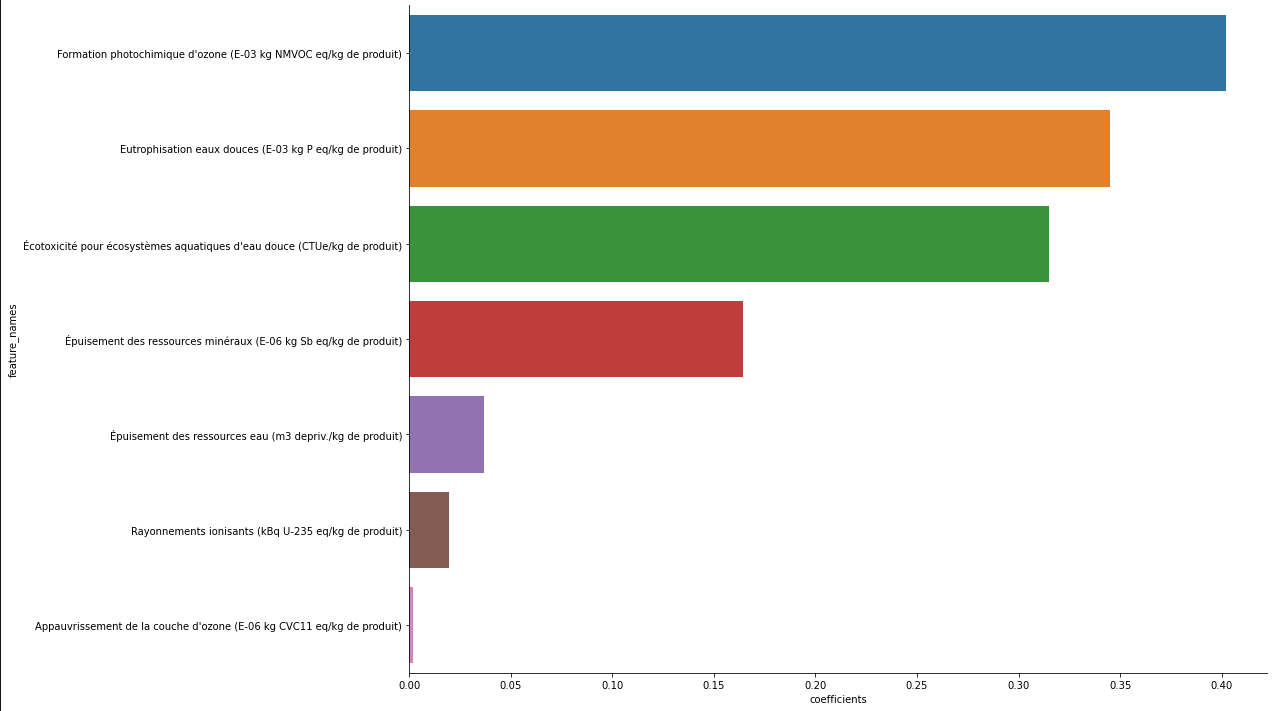 Formation photochimique d'ozone (E-03 kg NMVOC eq/kg de produit)
Eutrophisation eaux douces (E-03 kg P eq/kg de produit)
Écotoxicité pour écosystèmes aquatiques d'eau douce (CTUe/kg de produit)
Épuisement des ressources minéraux (E-06 kg Sb eq/kg de produit)
Épuisement des ressources eau (m3 depriv./kg de produit)
Rayonnements ionisants (kBq U-235 eq/kg de produit)
Appauvrissement de la couche d'ozone (E-06 kg CVC11 eq/kg de produit)
feature_names
0.00 0.05 0.10 0.15 0.20 0.25 0.30 0.35 0.40
coefficients